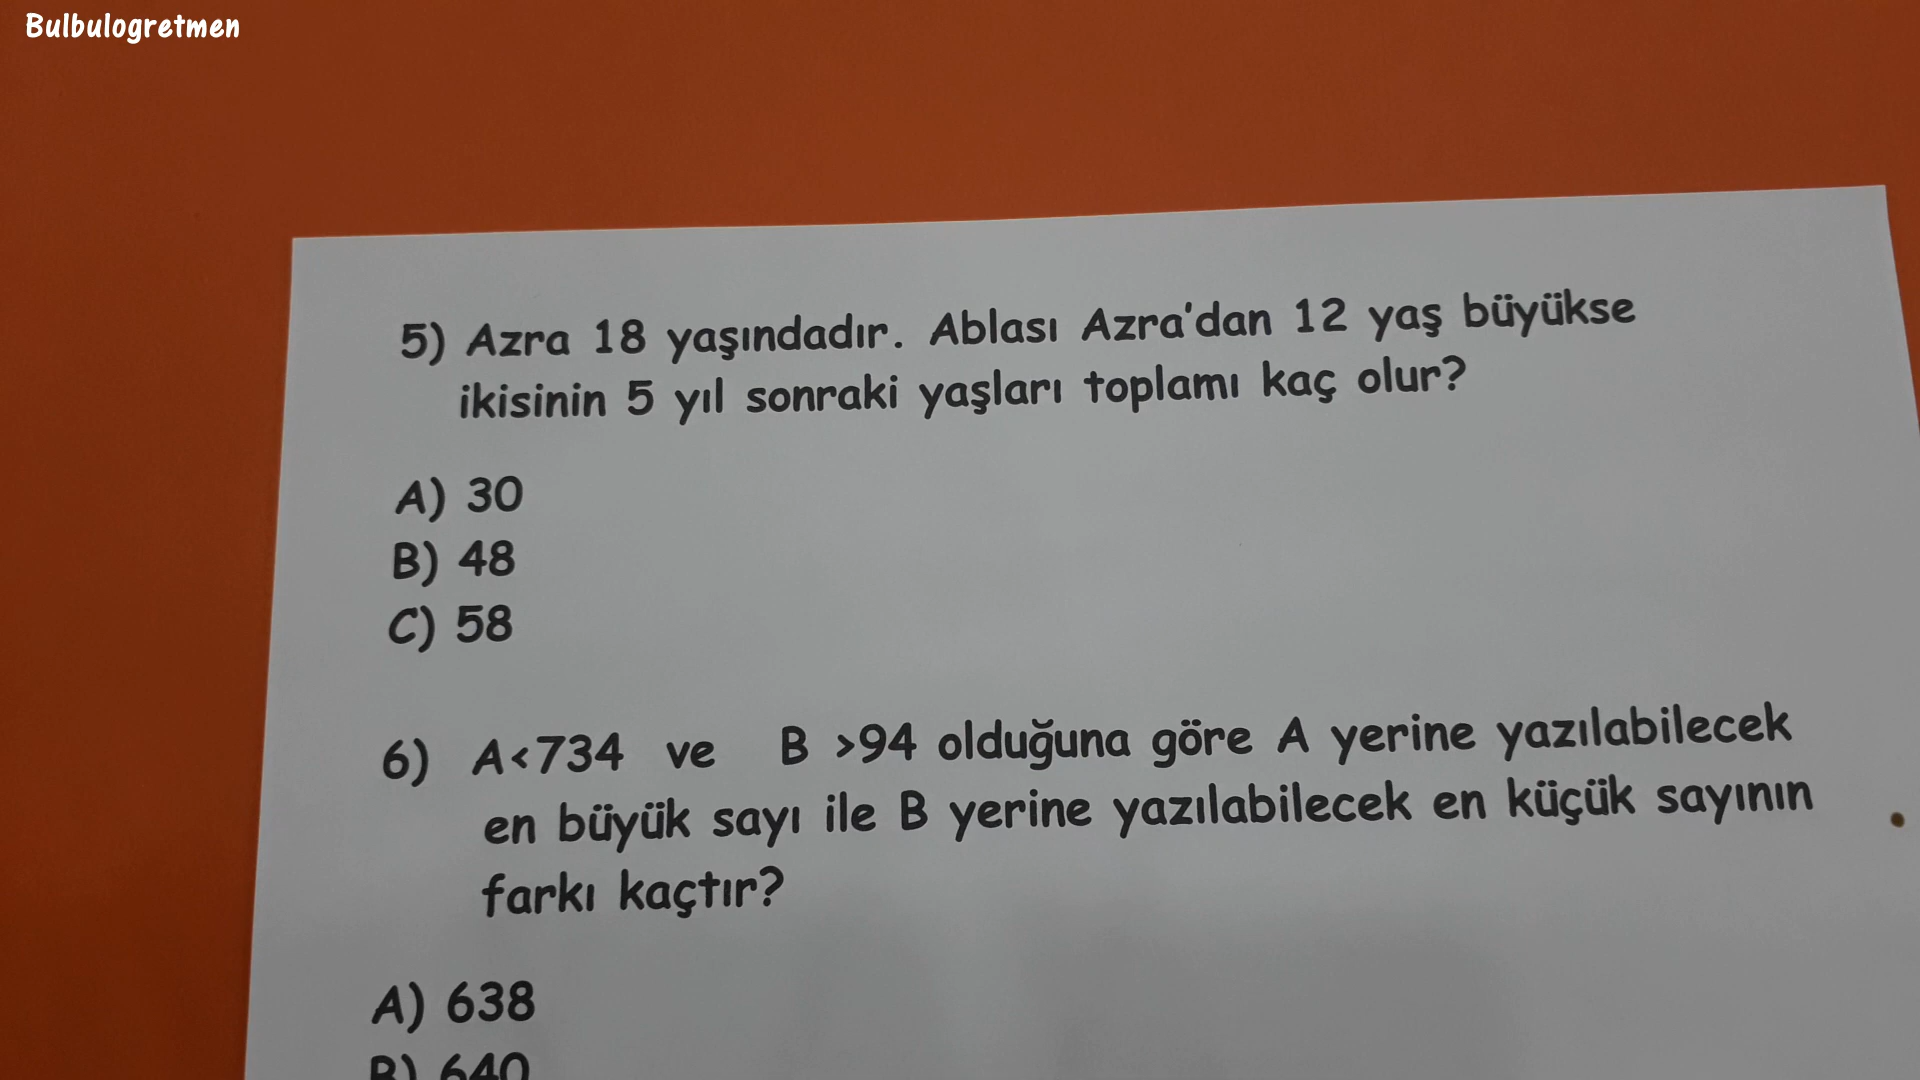 Bulbulogretmen
5) Azra 18 yaşındadır. Ablası Azra'dan 12 yaş büyükse
ikisinin 5 yıl sonraki yaşları toplamı kaç olur?
A) 30
B) 48
C) 58
6) A<734 ve B >94 olduğuna göre A yerine yazılabilecek
en büyük sayı ile B yerine yazılabilecek en küçük sayının
farkı kaçtır?
A) 638
B) 640